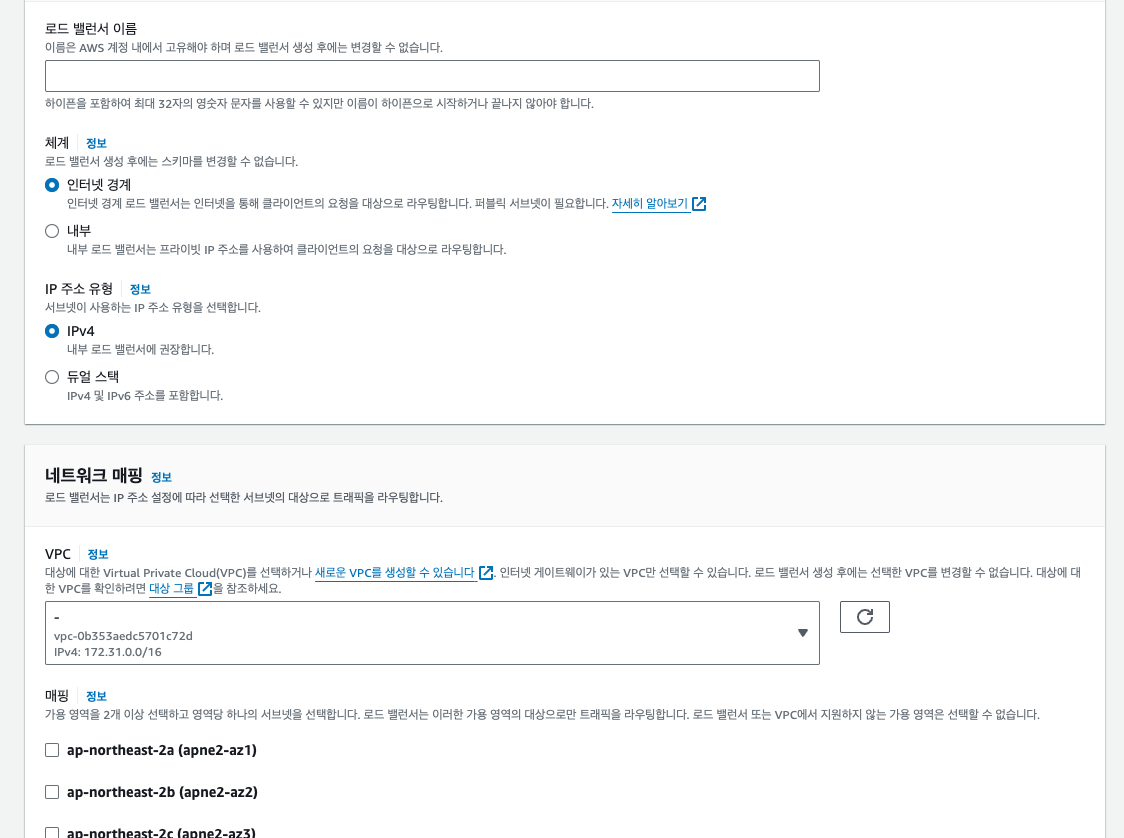 로드 밸런서 이름
이름은 AWS 계정 내에서 고유해야 하며 로드 밸런서 생성 후에는 변경할 수 없습니다.
하이픈을 포함하여 최대 32자의 영숫자 문자를 사용할 수 있지만 이름이 하이픈으로 시작하거나 끝나지 않아야 합니다.
체계 정보
로드 밸런서 생성 후에는 스키마를 변경할 수 없습니다.
인터넷 경계
인터넷 경계 로드 밸런서는 인터넷을 통해 클라이언트의 요청을 대상으로 라우팅합니다. 퍼블릭 서브넷이 필요합니다. 자세히 알아보기
내부
내부 로드 밸런서는 프라이빗 IP 주소를 사용하여 클라이언트의 요청을 대상으로 라우팅합니다.
IP 주소 유형 정보
서브넷이 사용하는 IP 주소 유형을 선택합니다.
IPv4
내부 로드 밸런서에 권장합니다.
듀얼 스택
IPv4 및 IPv6 주소를 포함합니다.
네트워크 매핑 정보
로드 밸런서는 IP 주소 설정에 따라 선택한 서브넷의 대상으로 트래픽을 라우팅합니다.
VPC 정보
대상에 대한 Virtual Private Cloud(VPC)를 선택하거나 새로운 VPC를 생성할 수 있습니다. 인터넷 게이트웨이가 있는 VPC만 선택할 수 있습니다. 로드 밸런서 생성 후에는 선택한 VPC를 변경할 수 없습니다. 대상에 대
한 VPC를 확인하려면 대상 그룹을 참조하세요.
-
vpc-0b353aedc5701c72d
IPv4: 172.31.0.0/16
매핑 정보
가용 영역을 2개 이상 선택하고 영역당 하나의 서브넷을 선택합니다. 로드 밸런서는 이러한 가용 영역의 대상으로만 트래픽을 라우팅합니다. 로드 밸런서 또는 VPC에서 지원하지 않는 가용 영역은 선택할 수 없습니다.
ap-northeast-2a (apne2-az1)
ap-northeast-2b (apne2-az2)
ap-northeast-2c (apne2-az3)